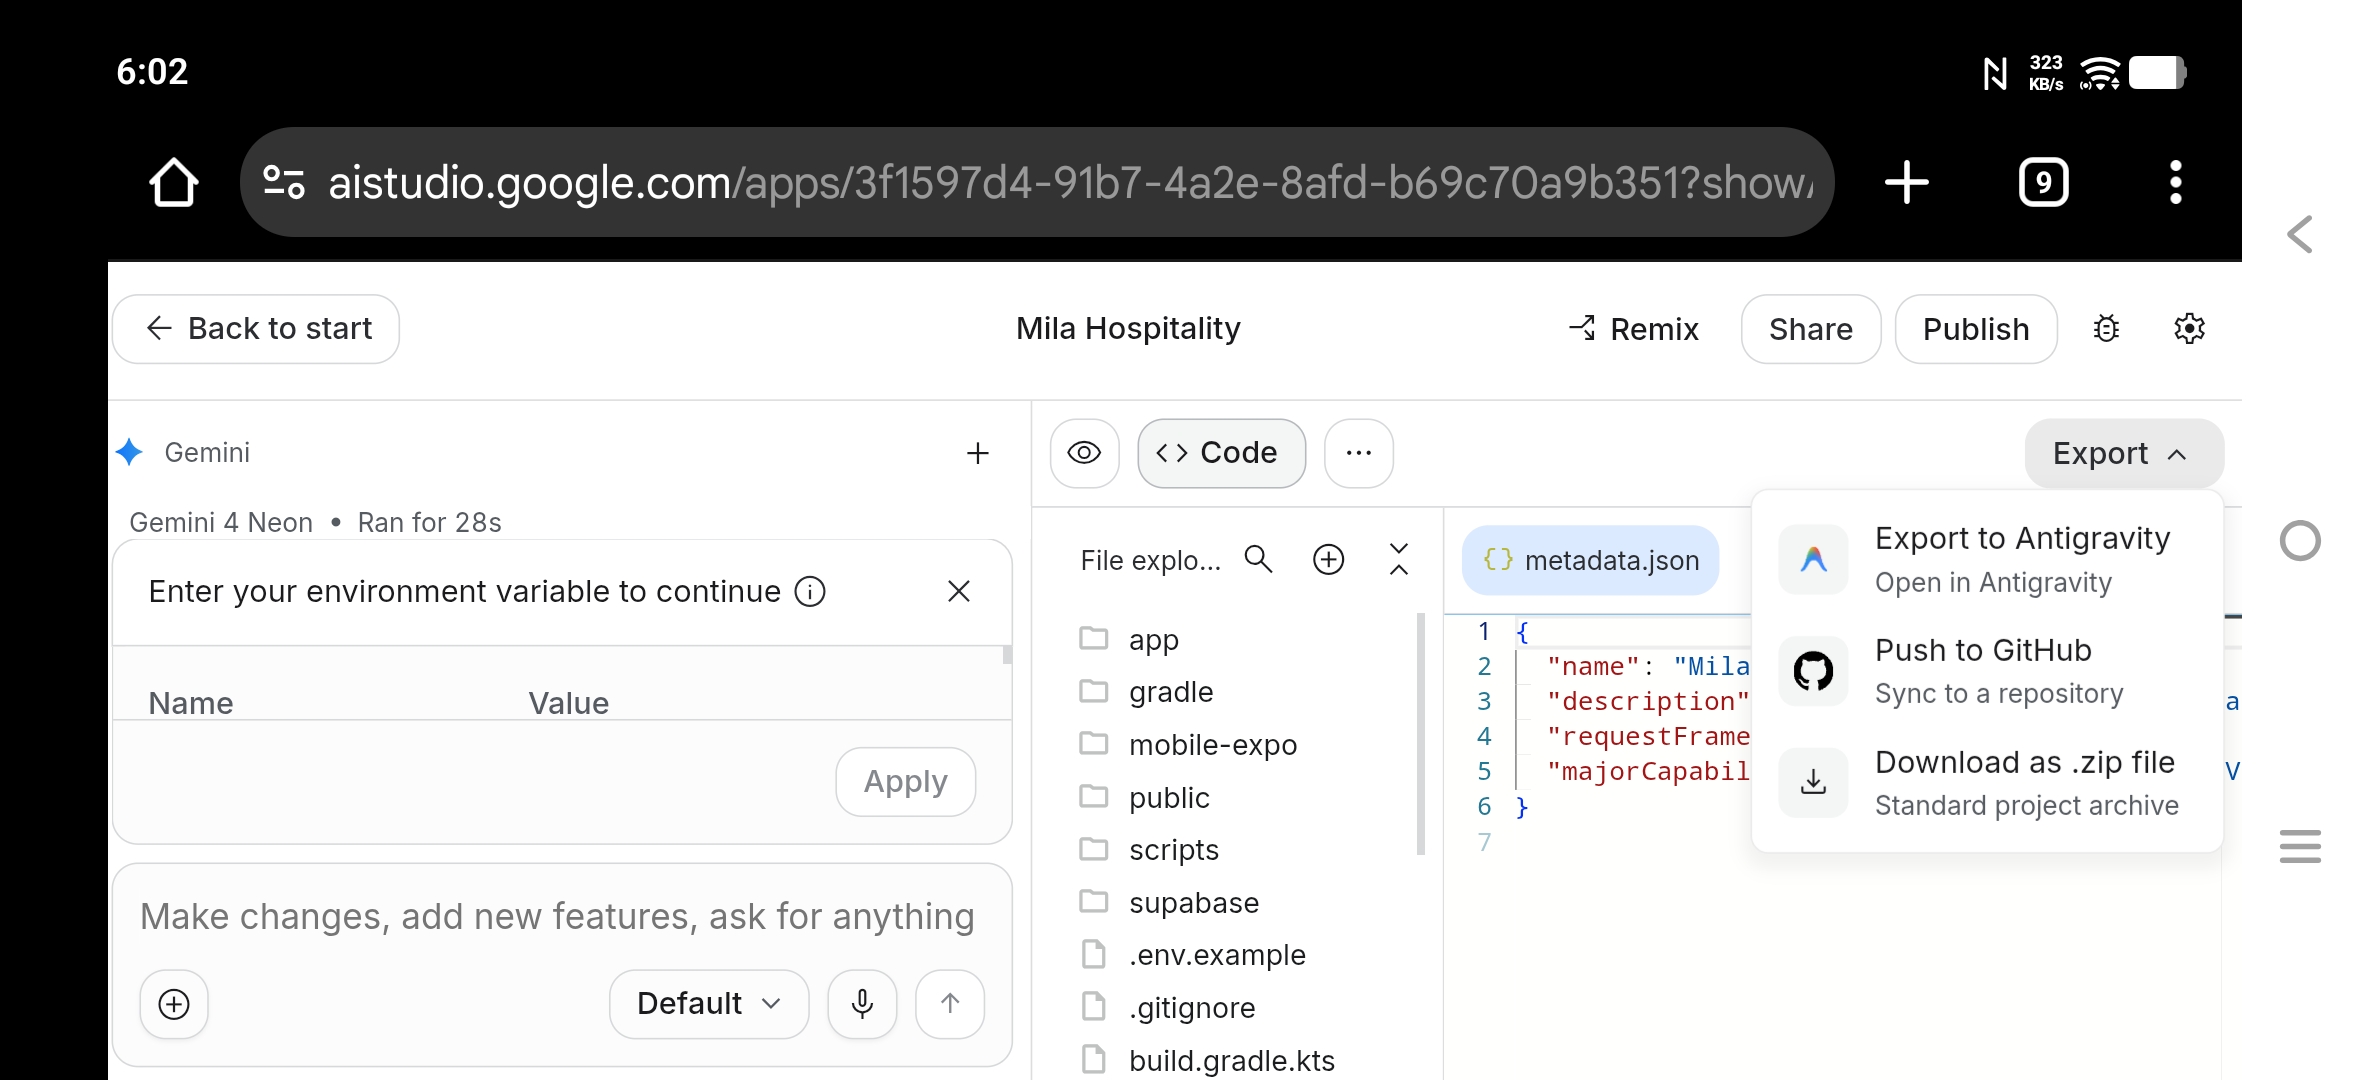 6:02
323
KB/s
aistudio.google.com/apps/3f1597d4-91b7-4a2e-8afd-b69c70a9b351?show
9
Back to start
Mila Hospitality
Remix
Share
Publish
Gemini
Code
Export
Gemini 4 Neon • Ran for 28s
Enter your environment variable to continue
Name
Value
Apply
Make changes, add new features, ask for anything
Default
File explo...
app
gradle
mobile-expo
public
scripts
supabase
.env.example
.gitignore
build.gradle.kts
{} metadata.json
1 {
2 "name": "Mila
3 "description"
4 "requestFrame
5 "majorCapabil
6 }
7
a
V
Export to Antigravity
Open in Antigravity
Push to GitHub
Sync to a repository
Download as .zip file
Standard project archive